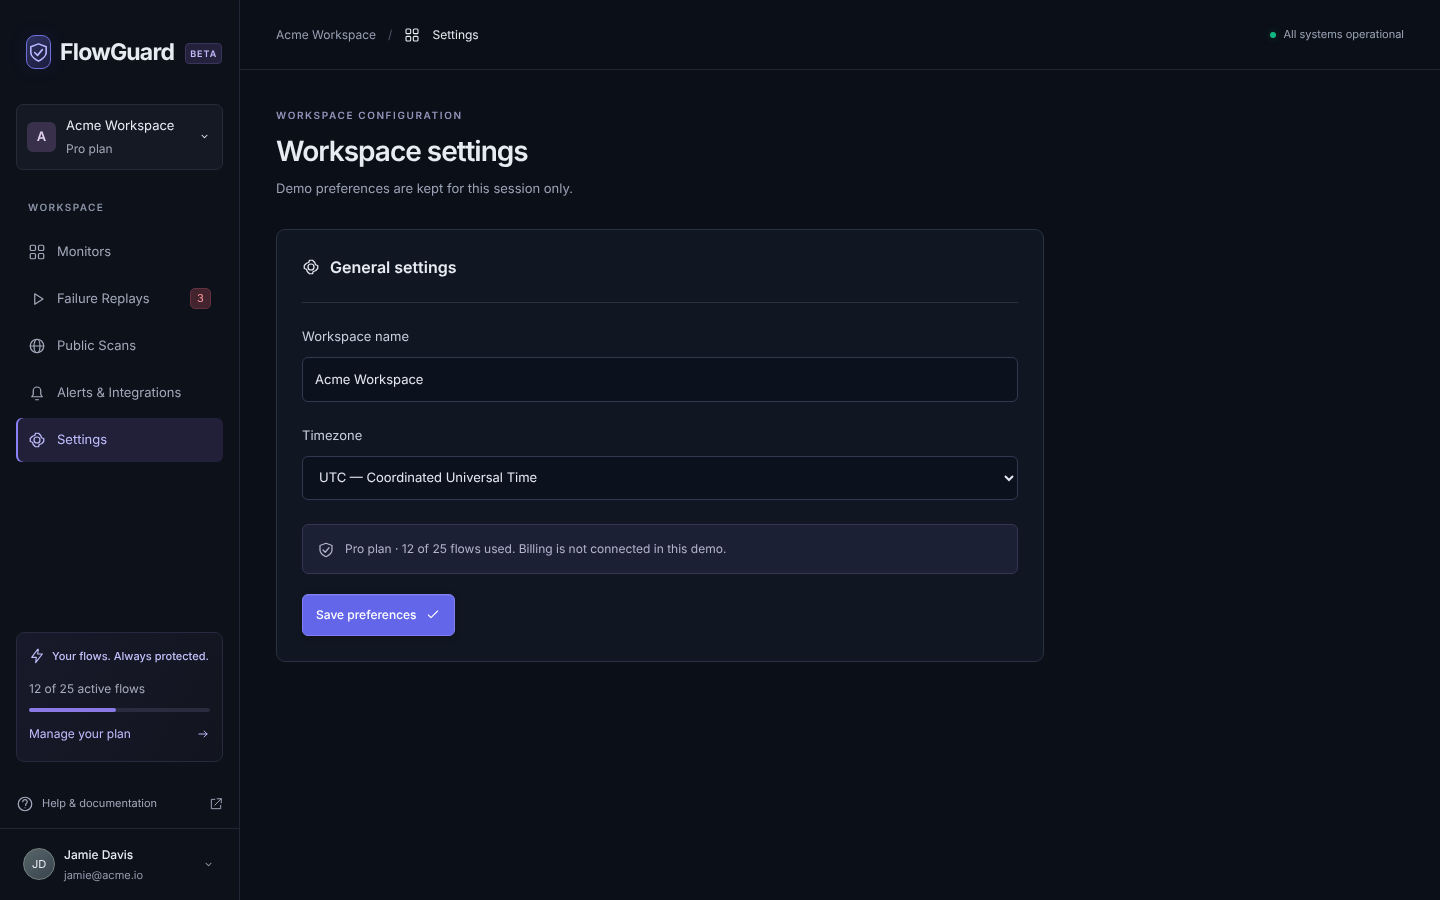 FlowGuard BETA
A
Acme Workspace
Pro plan
WORKSPACE
Monitors
Failure Replays 3
Public Scans
Alerts & Integrations
Settings
Your flows. Always protected.
12 of 25 active flows
Manage your plan
Help & documentation
JD
Jamie Davis
jamie@acme.io
Acme Workspace / Settings
All systems operational
WORKSPACE CONFIGURATION
Workspace settings
Demo preferences are kept for this session only.
General settings
Workspace name
Acme Workspace
Timezone
UTC — Coordinated Universal Time
Pro plan · 12 of 25 flows used. Billing is not connected in this demo.
Save preferences